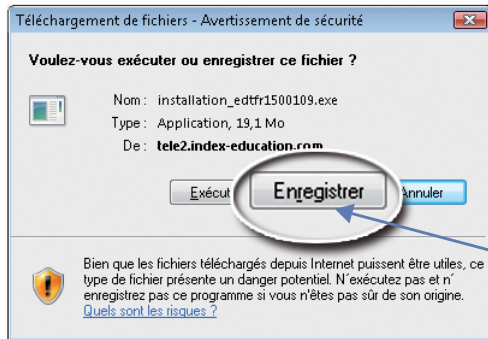 Téléchargement de fichiers - Avertissement de sécurité
Voulez-vous exécuter ou enregistrer ce fichier ?
Nom : installation_edtfr1500109.exe
Type : Application, 19,1 Mo
De : tele2.index-education.com
Exécut Enregistrer Annuler
Bien que les fichiers téléchargés depuis Internet puissent être utiles, ce
type de fichier présente un danger potentiel. N'exécutez pas et n'
enregistrez pas ce programme si vous n'êtes pas sûr de son origine.
Quels sont les risques ?